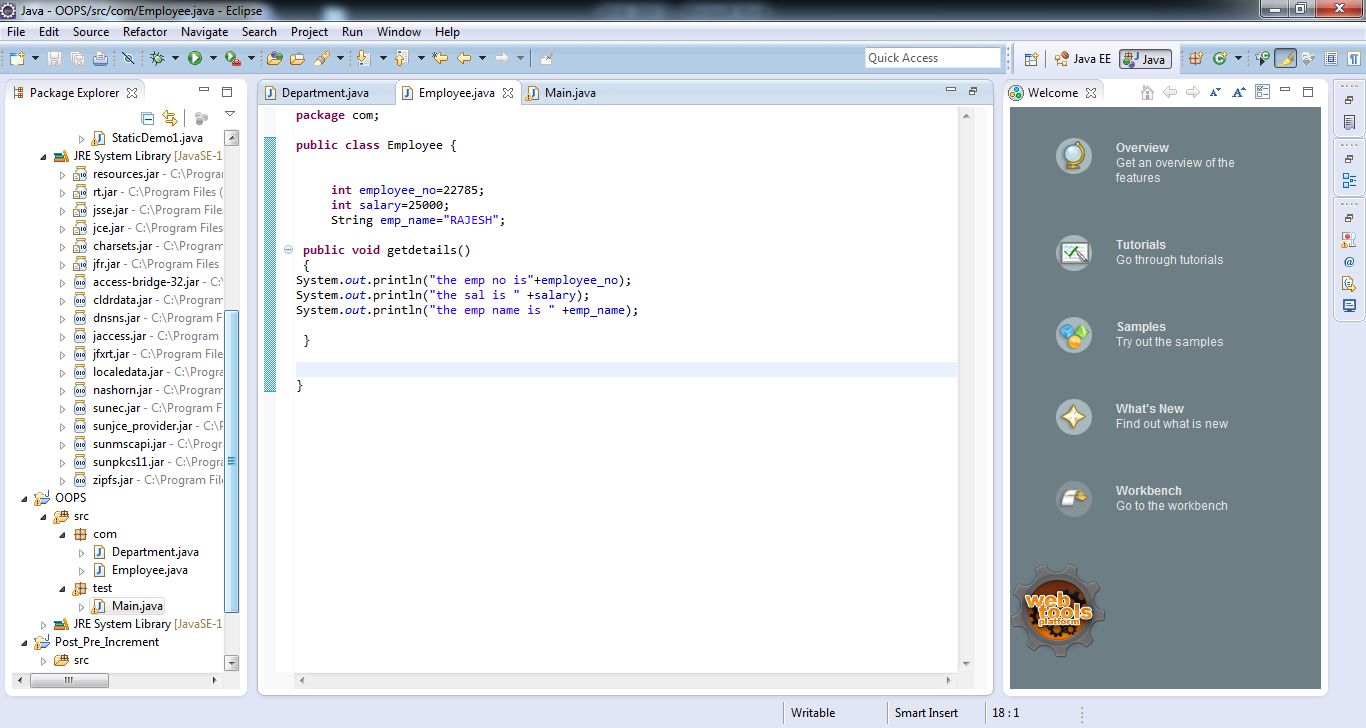 Java - OOPS/src/com/Employee.java - Eclipse
File Edit Source Refactor Navigate Search Project Run Window Help
Quick Access
Java EE
Java
Package Explorer
StaticDemo1.java
JRE System Library [JavaSE-1
resources.jar - C:\Program
rt.jar - C:\Program Files (
jsse.jar - C:\Program File
jce.jar - C:\Program Files
charsets.jar - C:\Program
jfr.jar - C:\Program Files
access-bridge-32.jar - C:\
cldrdata.jar - C:\Program
dnsns.jar - C:\Program F
jaccess.jar - C:\Program
jfxrt.jar - C:\Program File
localedata.jar - C:\Progra
nashorn.jar - C:\Program
sunec.jar - C:\Program F
sunjce_provider.jar - C:\P
sunmscapi.jar - C:\Progr
sunpkcs11.jar - C:\Progra
zipfs.jar - C:\Program File
OOPS
src
com
Department.java
Employee.java
test
Main.java
JRE System Library [JavaSE-1
Post_Pre_Increment
src
Department.java
Employee.java
Main.java
package com;
public class Employee {
int employee_no=22785;
int salary=25000;
String emp_name="RAJESH";
public void getdetails()
{
System.out.println("the emp no is"+employee_no);
System.out.println("the sal is " +salary);
System.out.println("the emp name is " +emp_name);
}
}
Welcome
Overview
Get an overview of the
features
Tutorials
Go through tutorials
Samples
Try out the samples
What's New
Find out what is new
Workbench
Go to the workbench
web
tools
platform
Writable
Smart Insert
18 : 1